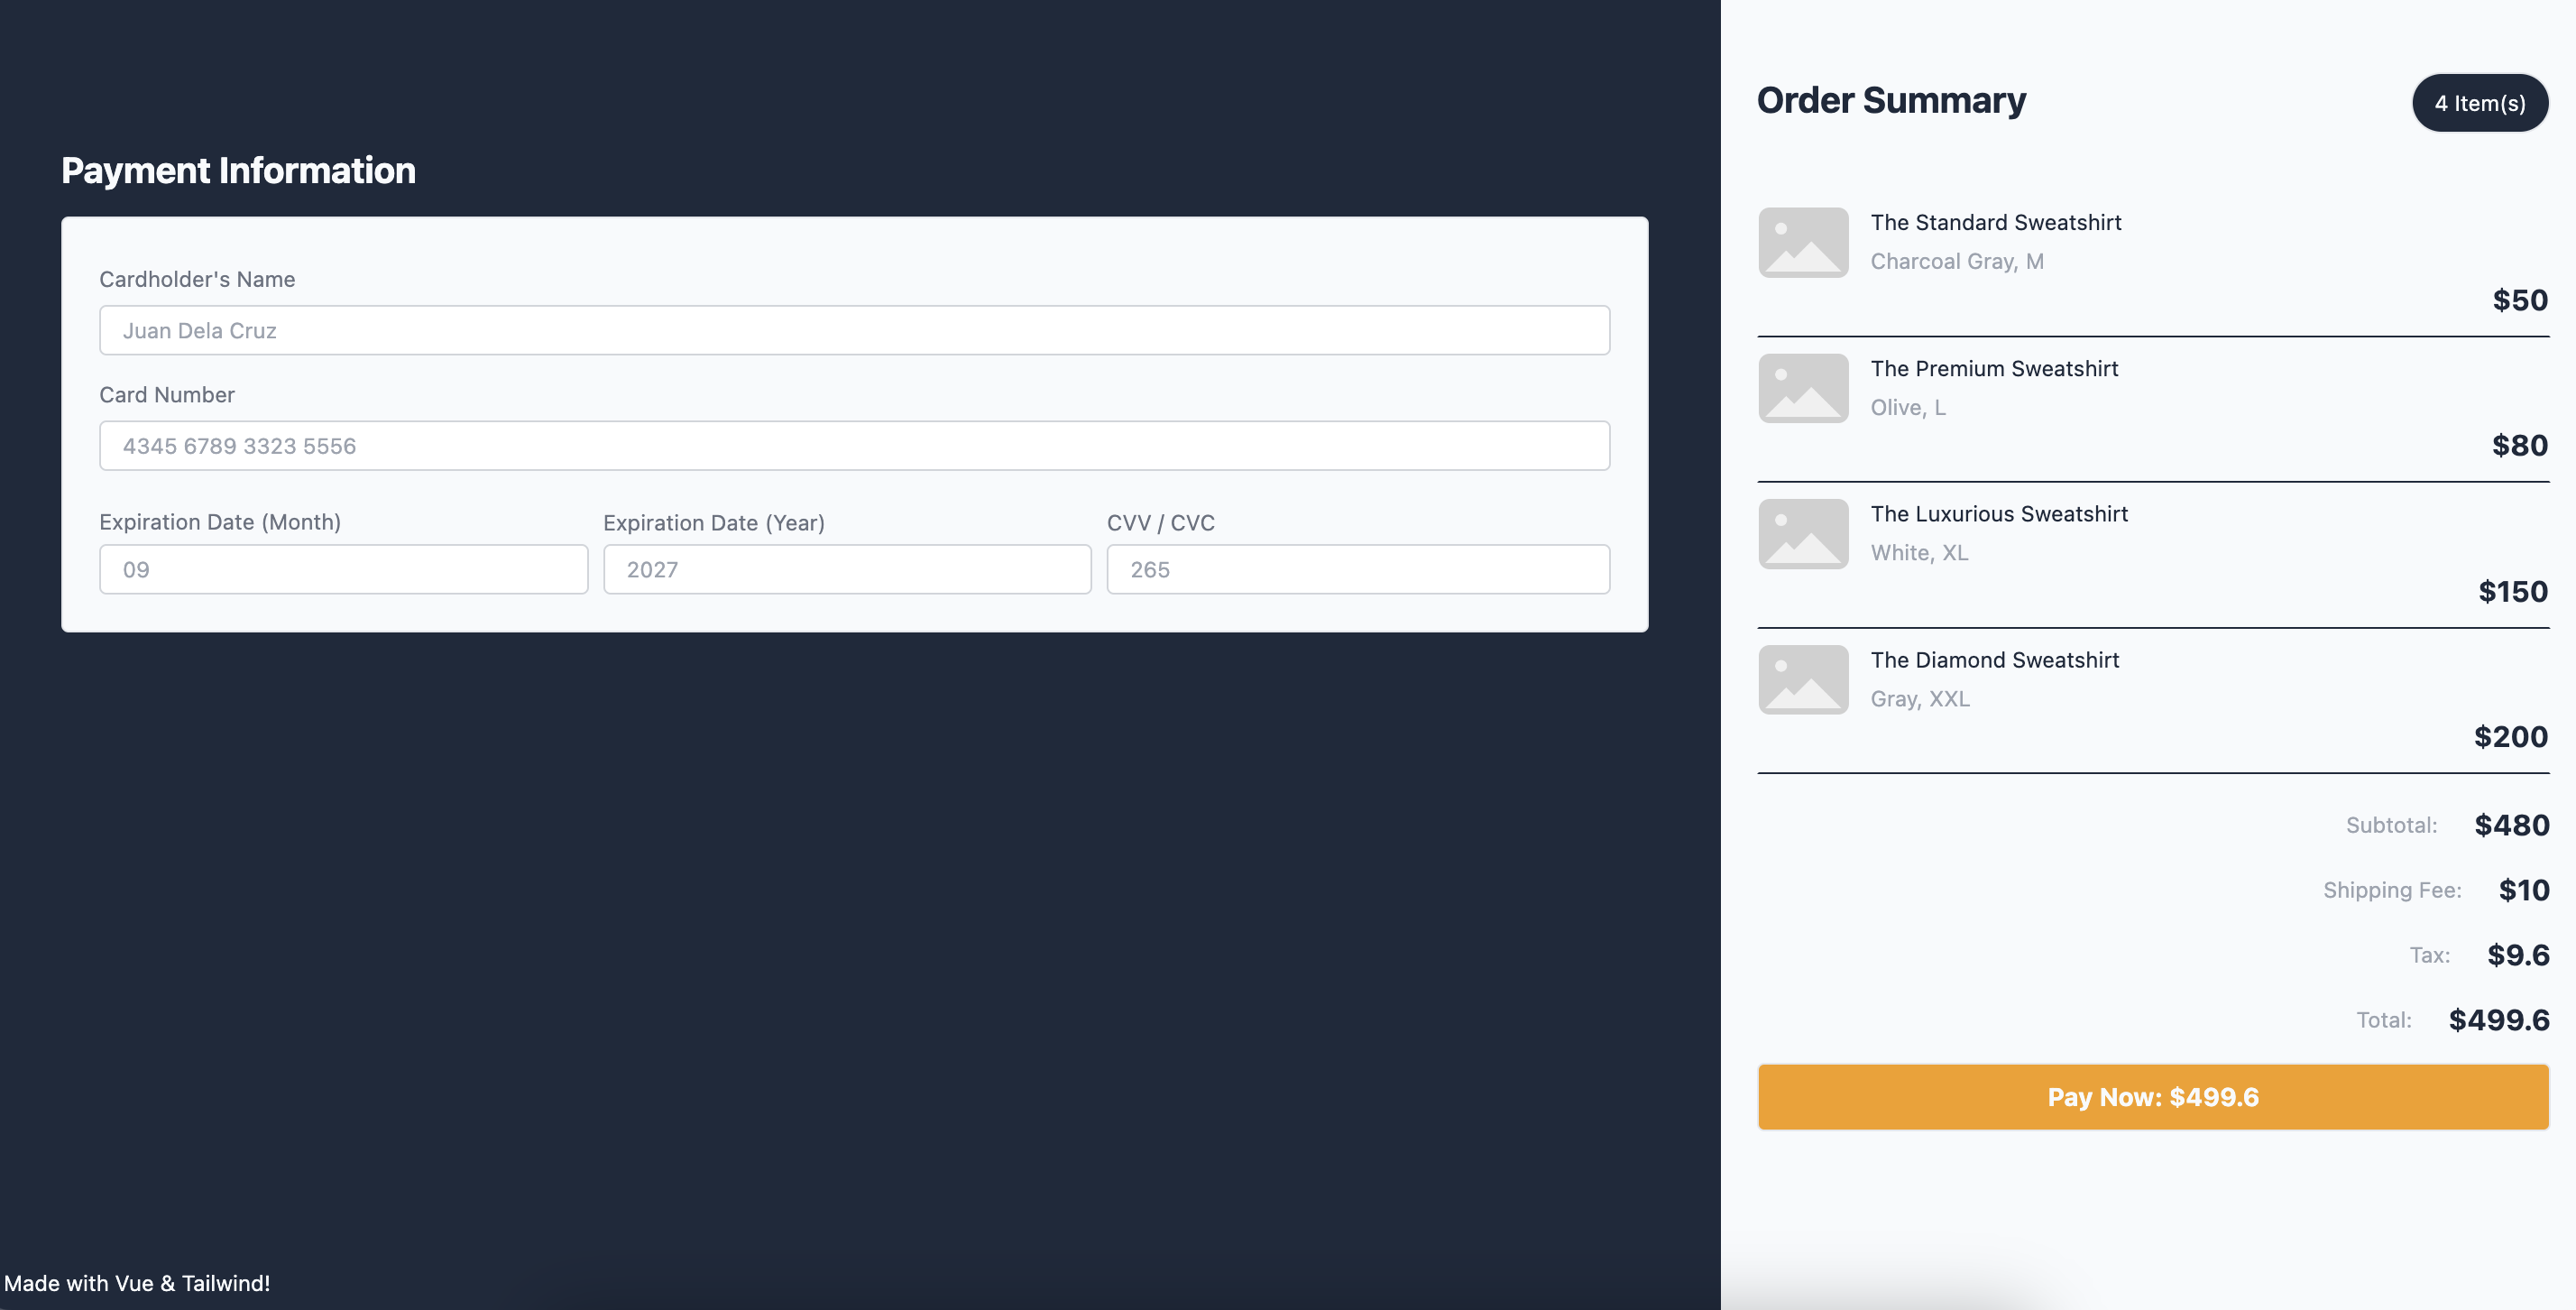 Payment Information
Cardholder's Name
Juan Dela Cruz
Card Number
4345 6789 3323 5556
Expiration Date (Month)
Expiration Date (Year)
CVV / CVC
09
2027
265
Made with Vue & Tailwind!
Order Summary
4 Item(s)
The Standard Sweatshirt
Charcoal Gray, M
$50
The Premium Sweatshirt
Olive, L
$80
The Luxurious Sweatshirt
White, XL
$150
The Diamond Sweatshirt
Gray, XXL
$200
Subtotal: $480
Shipping Fee: $10
Tax: $9.6
Total: $499.6
Pay Now: $499.6